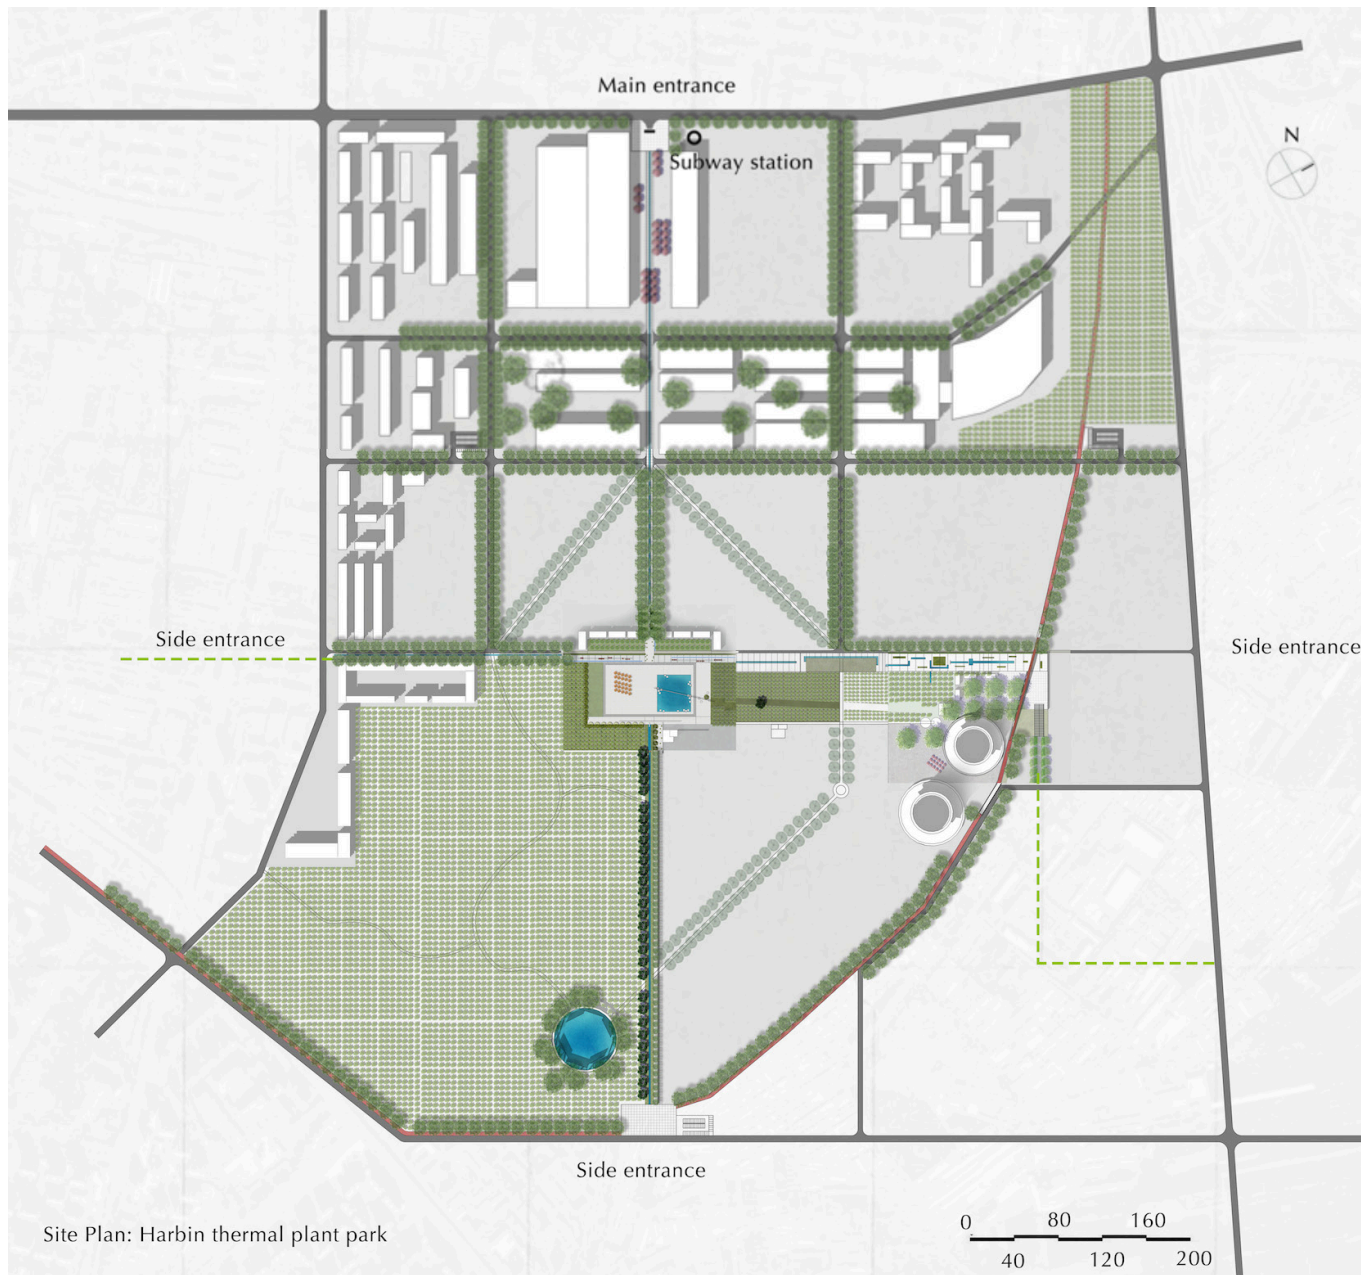 Main entrance
N
Subway station
Side entrance
Side entrance
Side entrance
Site Plan: Harbin thermal plant park
0 80 160
40 120 200